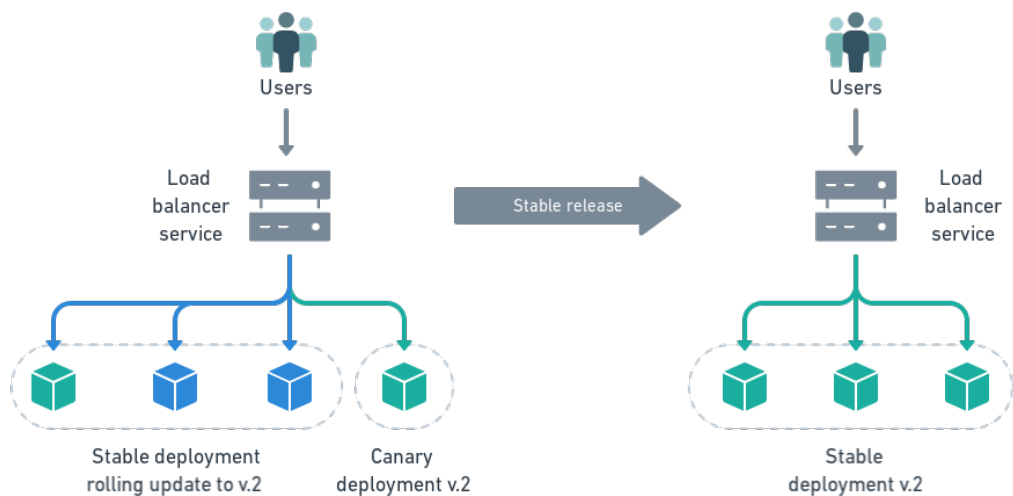 Users
Load
balancer
service
Stable deployment
rolling update to v.2
Canary
deployment v.2
Stable release
Users
Load
balancer
service
Stable
deployment v.2